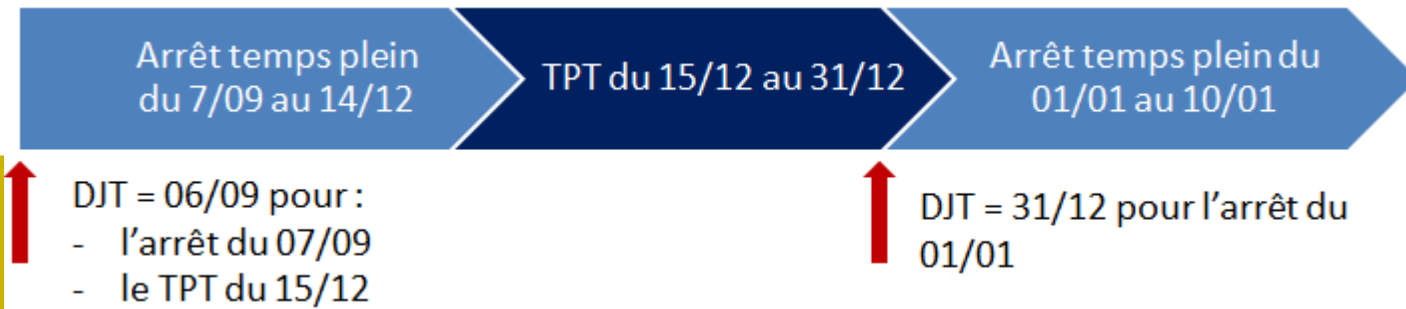 Arrêt temps plein
du 7/09 au 14/12
TPT du 15/12 au 31/12
Arrêt temps plein du
01/01 au 10/01
DJT = 06/09 pour :
- l'arrêt du 07/09
- le TPT du 15/12
DJT = 31/12 pour l'arrêt du
01/01